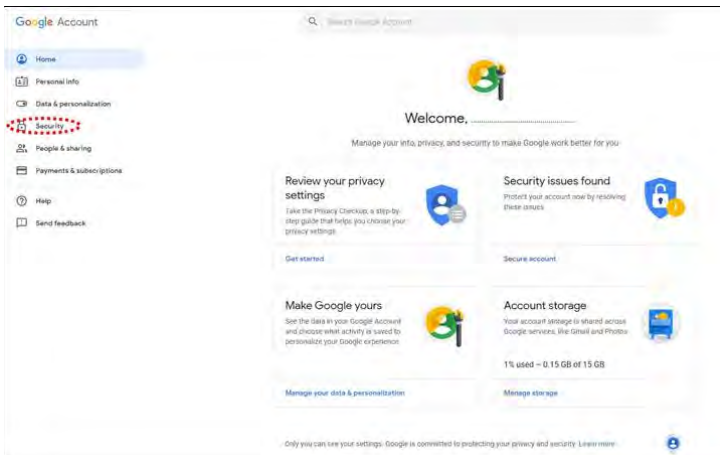 Google Account
Search Google Account
Home
Personal info
Data & personalization
Security
People & sharing
Payments & subscriptions
Help
Send feedback
Welcome,
Manage your info, privacy, and security to make Google work better for you
Review your privacy
settings
Take the Privacy Checkup, a step-by-
step guide that helps you choose your
privacy settings
Get started
Security issues found
Protect your account now by resolving
these issues
Secure account
Make Google yours
See the data in your Google Account
and choose what activity is saved to
personalize your Google experience
Manage your data & personalization
Account storage
Your account storage is shared across
Google services, like Gmail and Photos
1% used – 0.15 GB of 15 GB
Manage storage
Only you can see your settings. Google is committed to protecting your privacy and security. Learn more